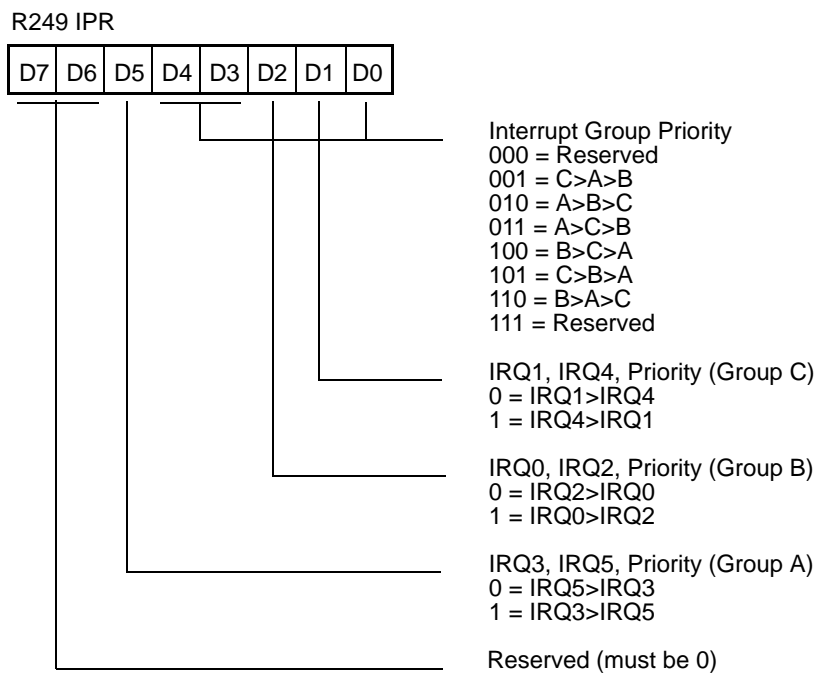 R249 IPR
D7 D6 D5 D4 D3 D2 D1 D0
Interrupt Group Priority
000 = Reserved
001 = C>A>B
010 = A>B>C
011 = A>C>B
100 = B>C>A
101 = C>B>A
110 = B>A>C
111 = Reserved
IRQ1, IRQ4, Priority (Group C)
0 = IRQ1>IRQ4
1 = IRQ4>IRQ1
IRQ0, IRQ2, Priority (Group B)
0 = IRQ2>IRQ0
1 = IRQ0>IRQ2
IRQ3, IRQ5, Priority (Group A)
0 = IRQ5>IRQ3
1 = IRQ3>IRQ5
Reserved (must be 0)